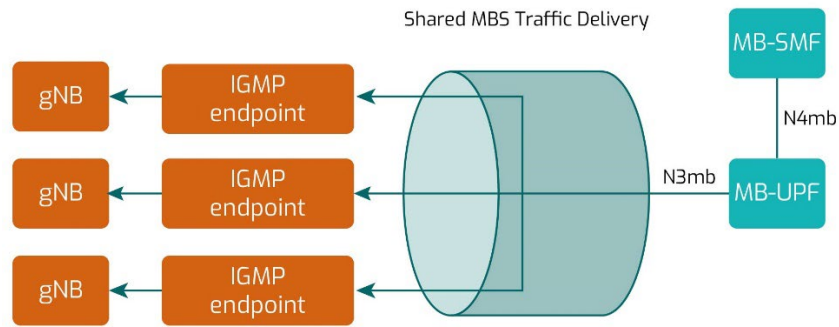 Shared MBS Traffic Delivery
MB-SMF
gNB
IGMP
endpoint
N4mb
gNB
IGMP
endpoint
N3mb
MB-UPF
gNB
IGMP
endpoint